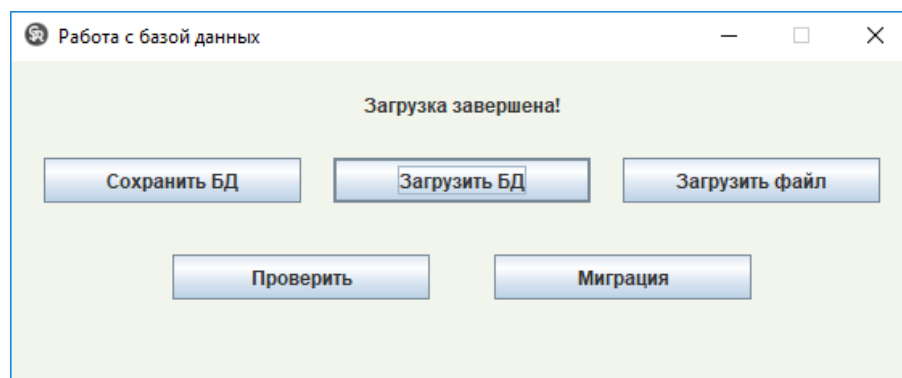 Работа с базой данных
Загрузка завершена!
Сохранить БД
Загрузить БД
Загрузить файл
Проверить
Миграция